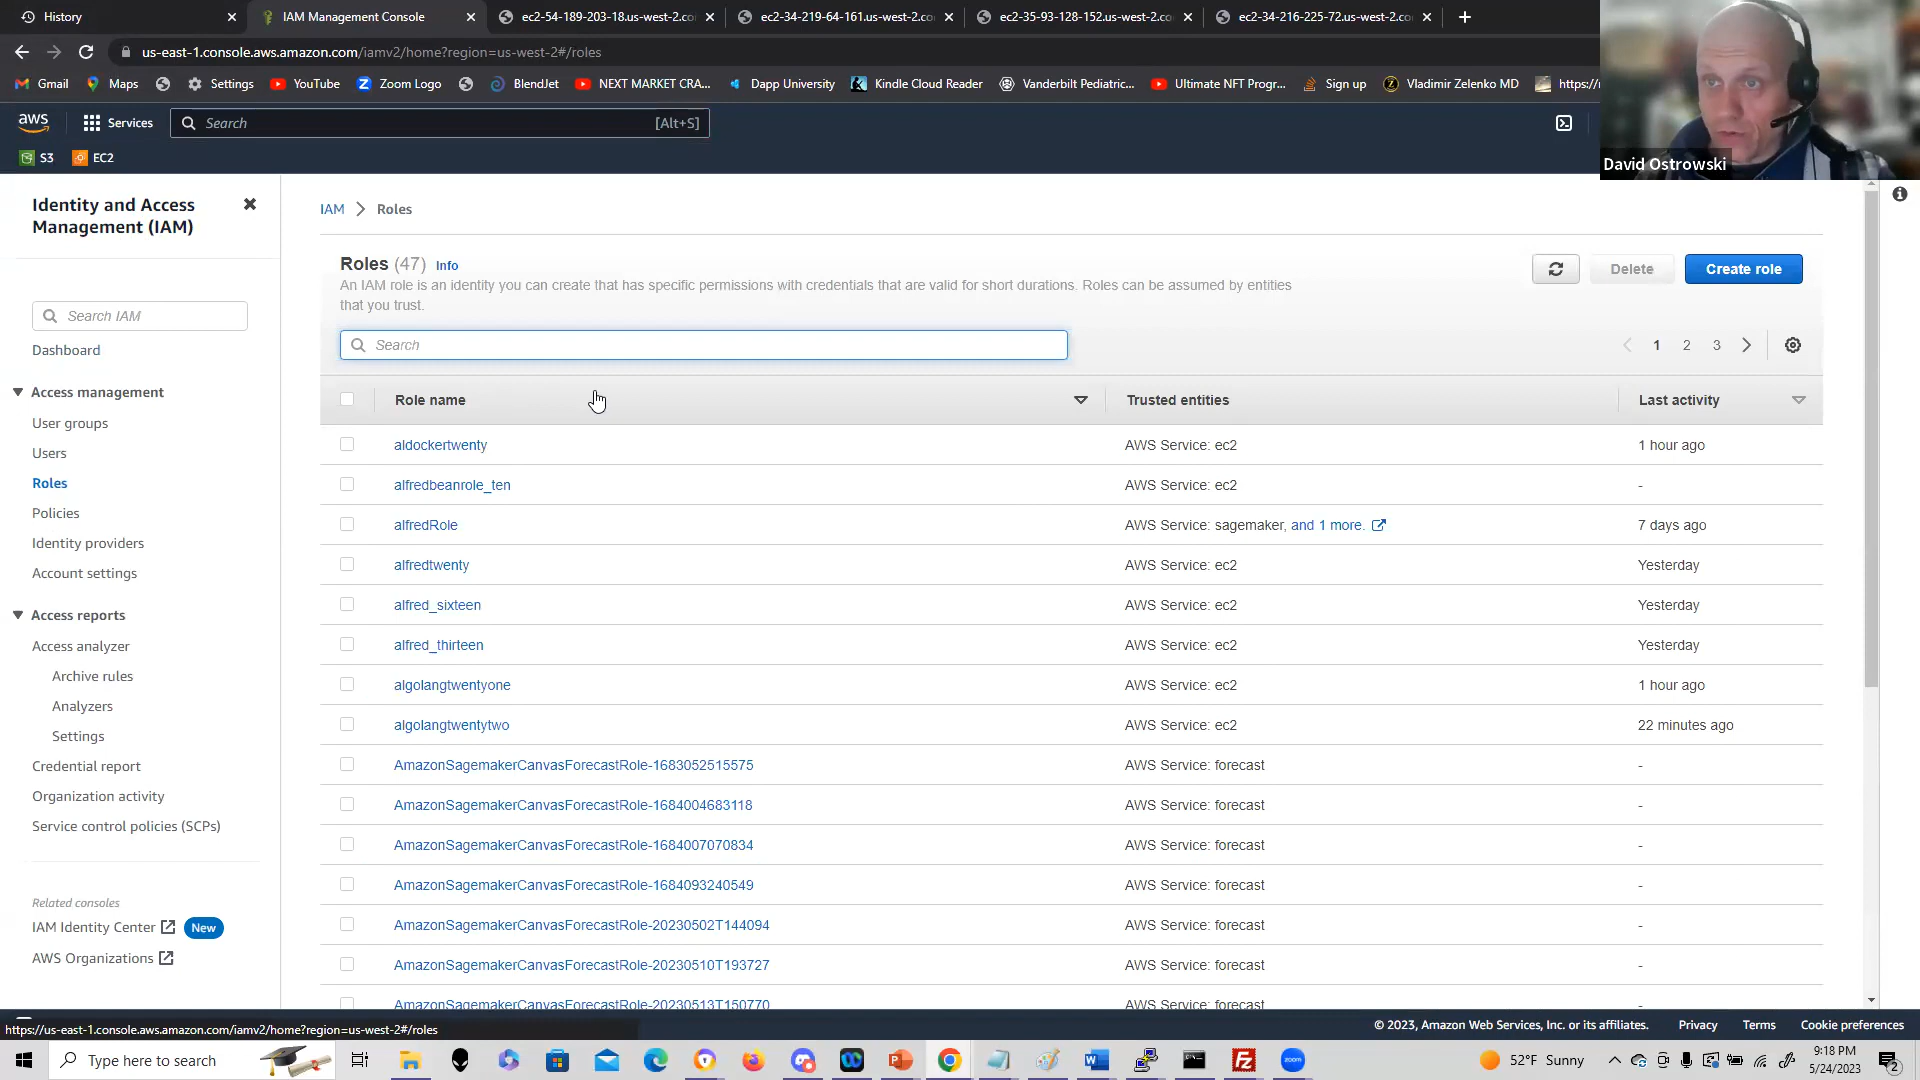 History
IAM Management Console
ec2-54-189-203-18.us-west-2.co
ec2-34-219-64-161.us-west-2.co
ec2-35-93-128-152.us-west-2.co
ec2-34-216-225-72.us-west-2.co
us-east-1.console.aws.amazon.com/iamv2/home?region=us-west-2#/roles
Gmail
Maps
Settings
YouTube
Zoom Logo
BlendJet
NEXT MARKET CRA...
Dapp University
Kindle Cloud Reader
Vanderbilt Pediatric...
Ultimate NFT Progr...
Sign up
Vladimir Zelenko MD
https://
aws
Services
Search
[Alt+S]
David Ostrowski
S3
EC2
Identity and Access
Management (IAM)
Search IAM
Dashboard
Access management
User groups
Users
Roles
Policies
Identity providers
Account settings
Access reports
Access analyzer
Archive rules
Analyzers
Settings
Credential report
Organization activity
Service control policies (SCPs)
Related consoles
IAM Identity Center
New
AWS Organizations
IAM > Roles
Roles (47) Info
An IAM role is an identity you can create that has specific permissions with credentials that are valid for short durations. Roles can be assumed by entities
that you trust.
Delete
Create role
Search
1 2 3
Role name Trusted entities Last activity
aldockertwenty AWS Service: ec2 1 hour ago
alfredbeanrole_ten AWS Service: ec2 -
alfredRole AWS Service: sagemaker, and 1 more. 7 days ago
alfredtwenty AWS Service: ec2 Yesterday
alfred_sixteen AWS Service: ec2 Yesterday
alfred_thirteen AWS Service: ec2 Yesterday
algolangtwentyone AWS Service: ec2 1 hour ago
algolangtwentytwo AWS Service: ec2 22 minutes ago
AmazonSagemakerCanvasForecastRole-1683052515575 AWS Service: forecast -
AmazonSagemakerCanvasForecastRole-1684004683118 AWS Service: forecast -
AmazonSagemakerCanvasForecastRole-1684007070834 AWS Service: forecast -
AmazonSagemakerCanvasForecastRole-1684093240549 AWS Service: forecast -
AmazonSagemakerCanvasForecastRole-20230502T144094 AWS Service: forecast -
AmazonSagemakerCanvasForecastRole-20230510T193727 AWS Service: forecast -
AmazonSagemakerCanvasForecastRole-20230513T150770 AWS Service: forecast -
https://us-east-1.console.aws.amazon.com/iamv2/home?region=us-west-2#/roles
© 2023, Amazon Web Services, Inc. or its affiliates.
Privacy
Terms
Cookie preferences
Type here to search
zoom
52°F Sunny
9:18 PM
5/24/2023
2